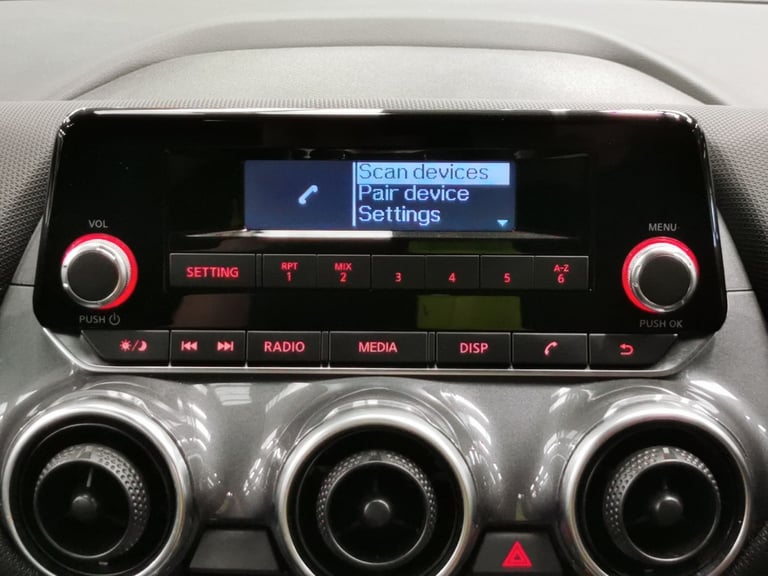 Scan devices
Pair device
Settings
VOL
MENU
SETTING
RPT
1
MIX
2
3
4
5
A-Z
6
PUSH
PUSH OK
RADIO
MEDIA
DISP